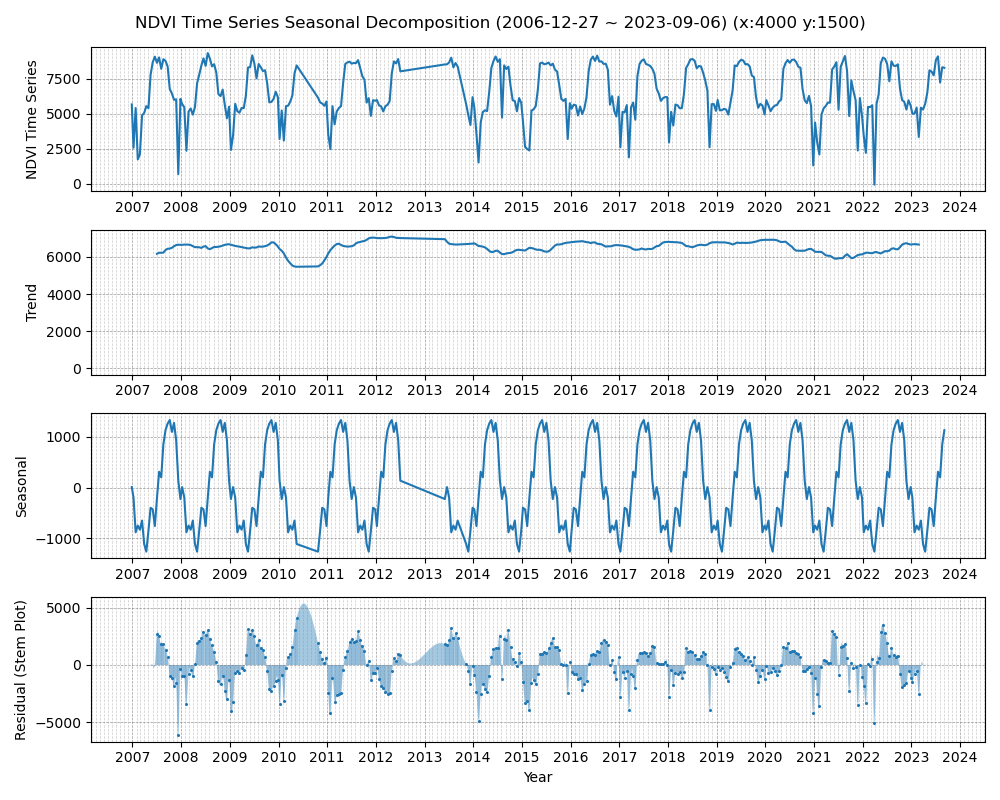 NDVI Time Series Seasonal Decomposition (2006-12-27 ~ 2023-09-06) (x:4000 y:1500)
NDVI Time Series
7500
5000
2500
0
2007 2008 2009 2010 2011 2012 2013 2014 2015 2016 2017 2018 2019 2020 2021 2022 2023 2024
Trend
6000
4000
2000
0
2007 2008 2009 2010 2011 2012 2013 2014 2015 2016 2017 2018 2019 2020 2021 2022 2023 2024
Seasonal
1000
0
−1000
2007 2008 2009 2010 2011 2012 2013 2014 2015 2016 2017 2018 2019 2020 2021 2022 2023 2024
Residual (Stem Plot)
5000
0
−5000
2007 2008 2009 2010 2011 2012 2013 2014 2015 2016 2017 2018 2019 2020 2021 2022 2023 2024
Year